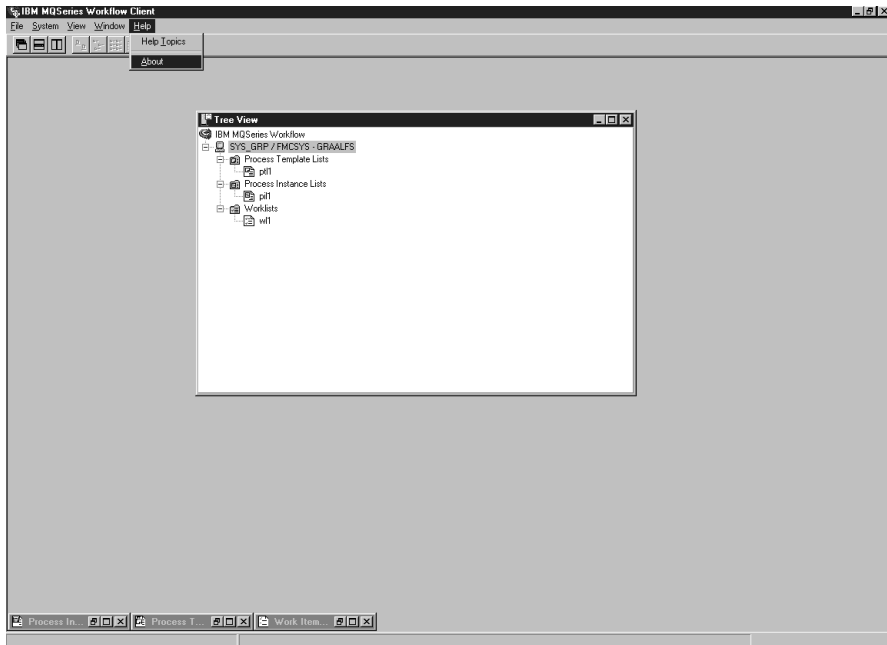 IBM MQSeries Workflow Client
File System View Window Help
Help Topics
About
Tree View
IBM MQSeries Workflow
SYS_GRP / FMCSYS - GRAALFS
Process Template Lists
ptl1
Process Instance Lists
pil1
Worklists
wl1
Process In... Process T... Work Item...